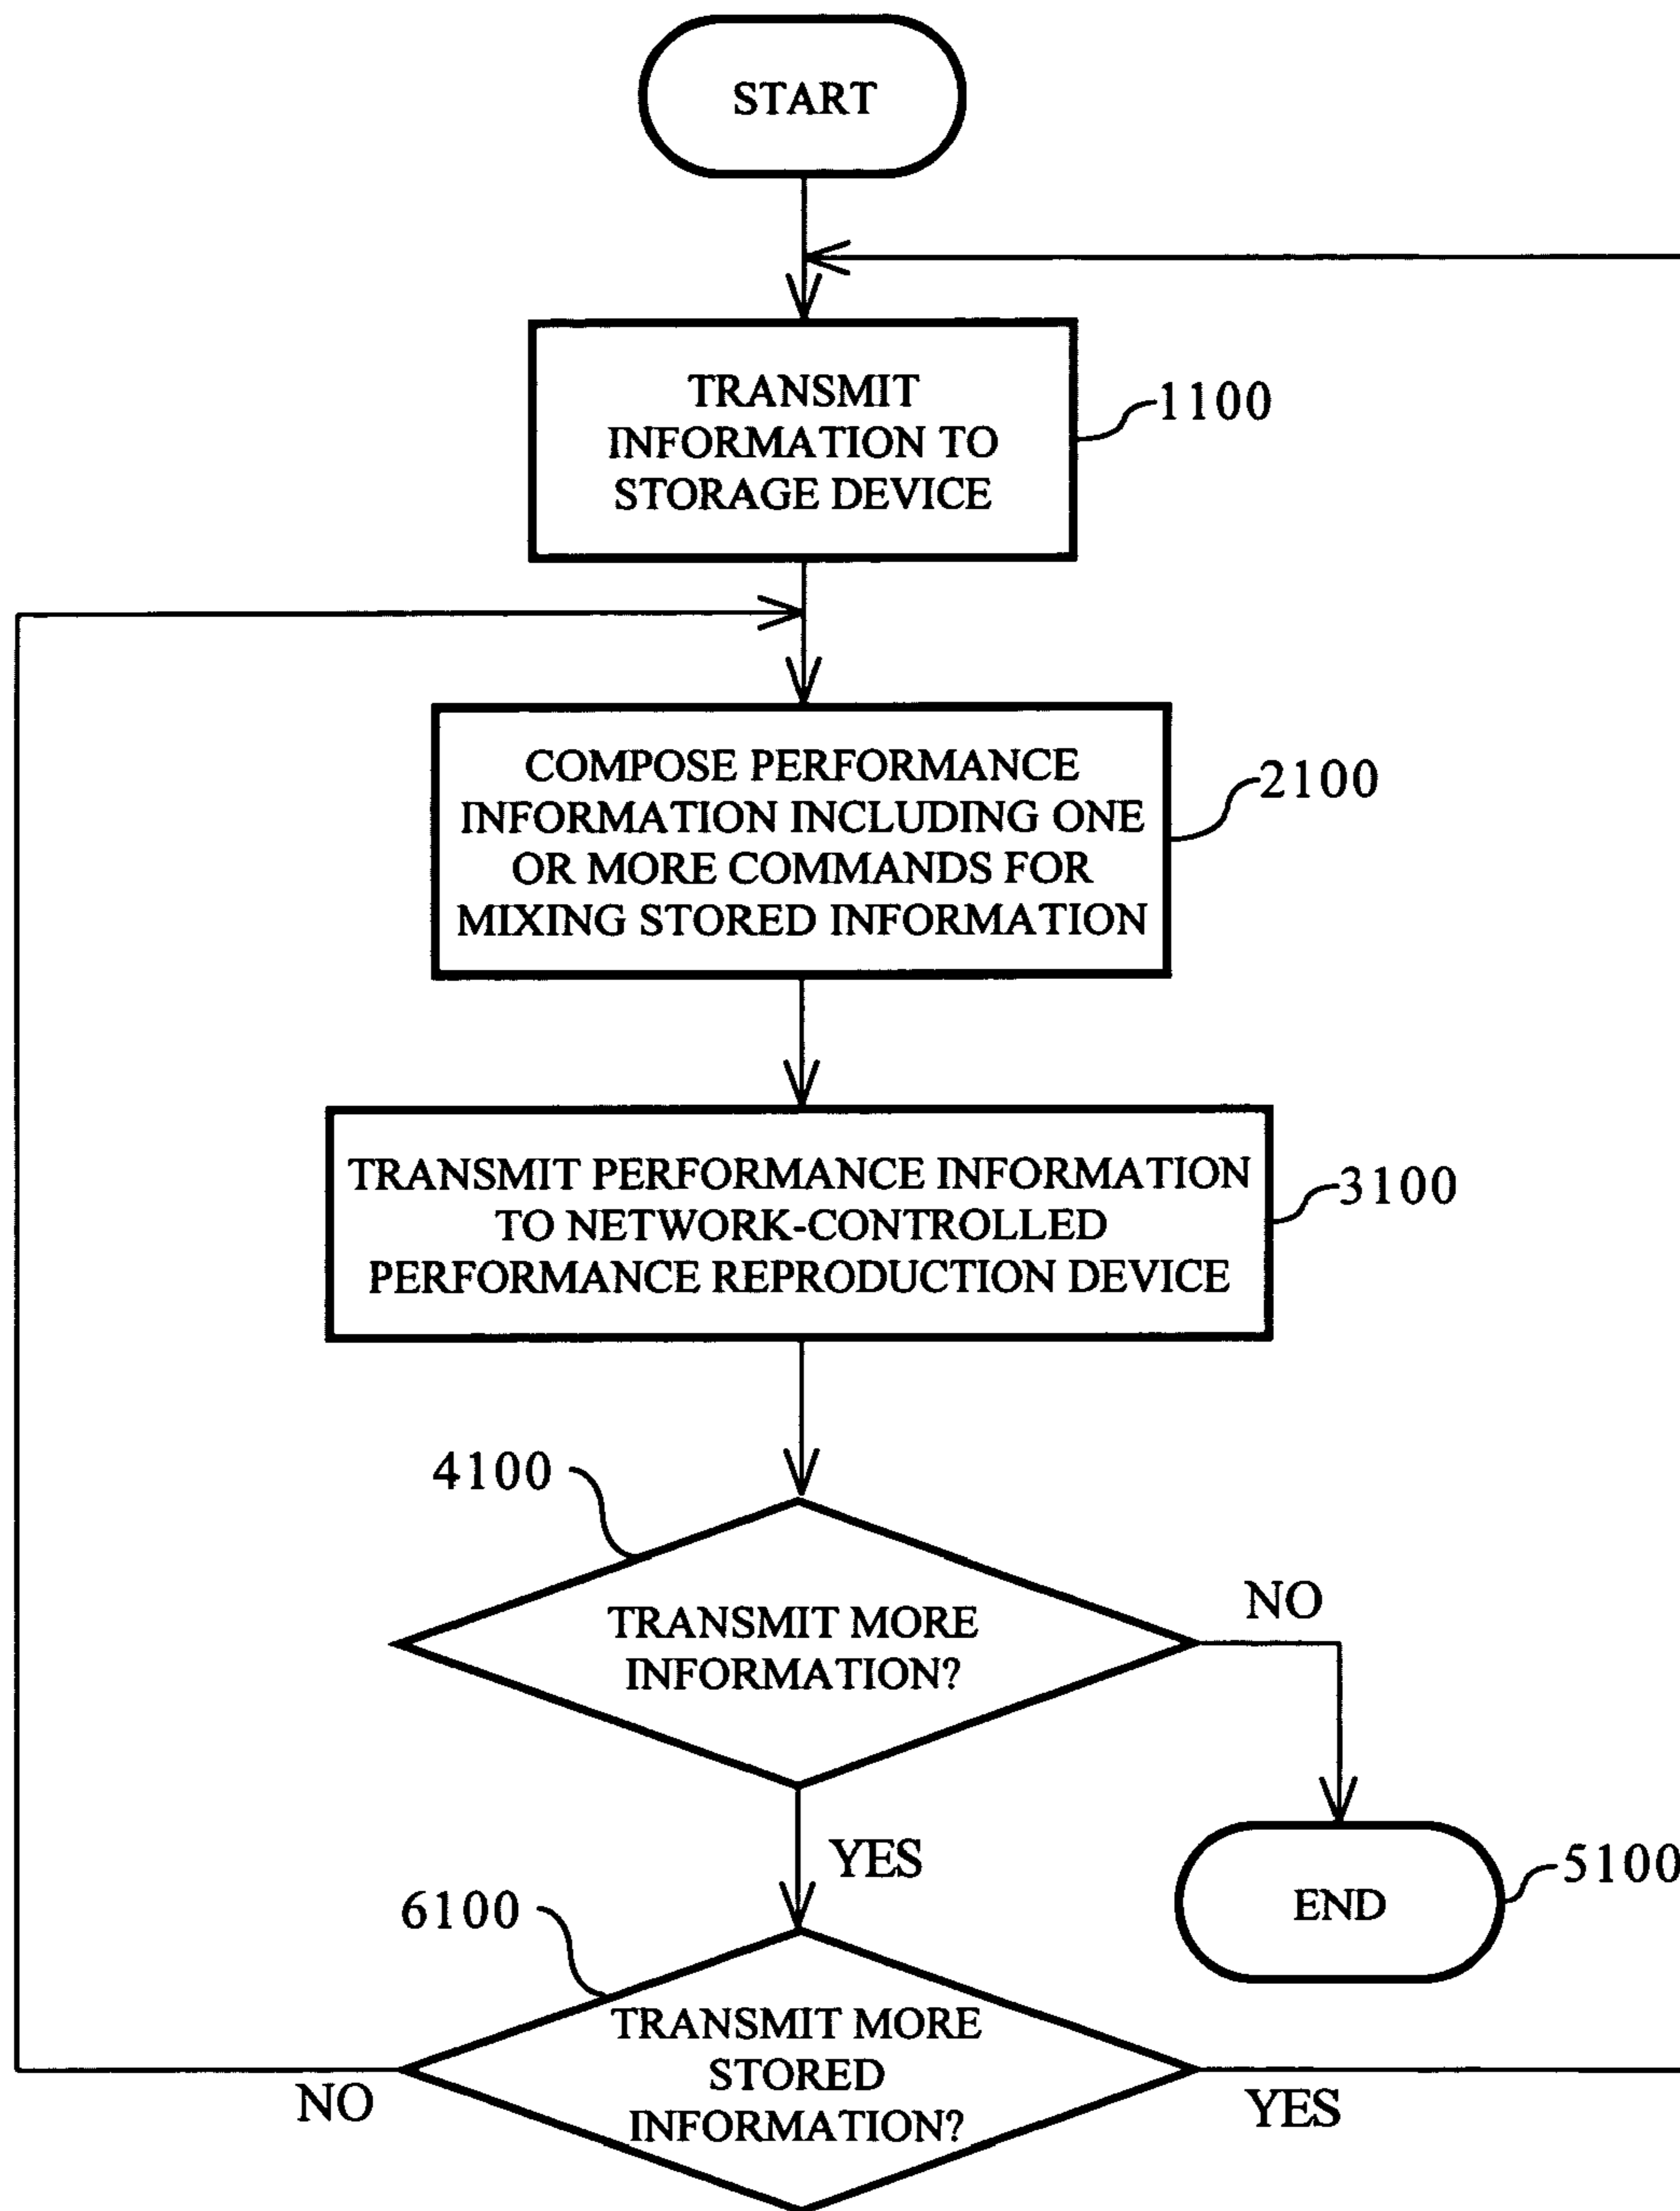 START
TRANSMIT
INFORMATION TO
STORAGE DEVICE
1100
COMPOSE PERFORMANCE
INFORMATION INCLUDING ONE
OR MORE COMMANDS FOR
MIXING STORED INFORMATION
2100
TRANSMIT PERFORMANCE INFORMATION
TO NETWORK-CONTROLLED
PERFORMANCE REPRODUCTION DEVICE
3100
4100
TRANSMIT MORE
INFORMATION?
NO
YES
END
5100
6100
TRANSMIT MORE
STORED
INFORMATION?
NO
YES